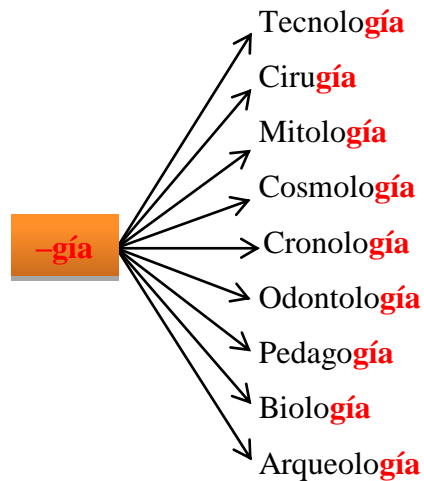 Tecnología
Cirugía
Mitología
Cosmología
–gía
Cronología
Odontología
Pedagogía
Biología
Arqueología